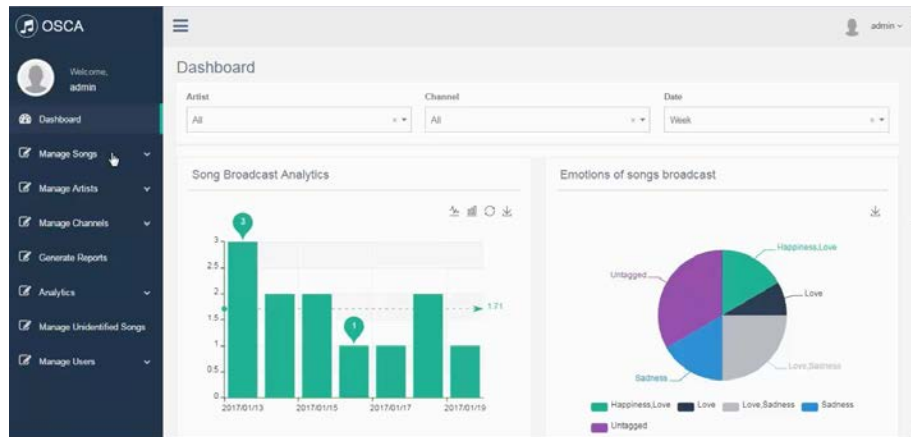 OSCA
admin
Welcome,
admin
Dashboard
Manage Songs
Manage Artists
Manage Channels
Generate Reports
Analytics
Manage Unidentified Songs
Manage Users
Dashboard
Artist
Channel
Date
All
All
Week
Song Broadcast Analytics
3
3
2.5
2
1.5
1
0.5
0
1.71
1
2017/01/13
2017/01/15
2017/01/17
2017/01/19
Emotions of songs broadcast
Happiness,Love
Untagged
Love
Love,Sadness
Sadness
Happiness,Love
Love
Love,Sadness
Sadness
Untagged